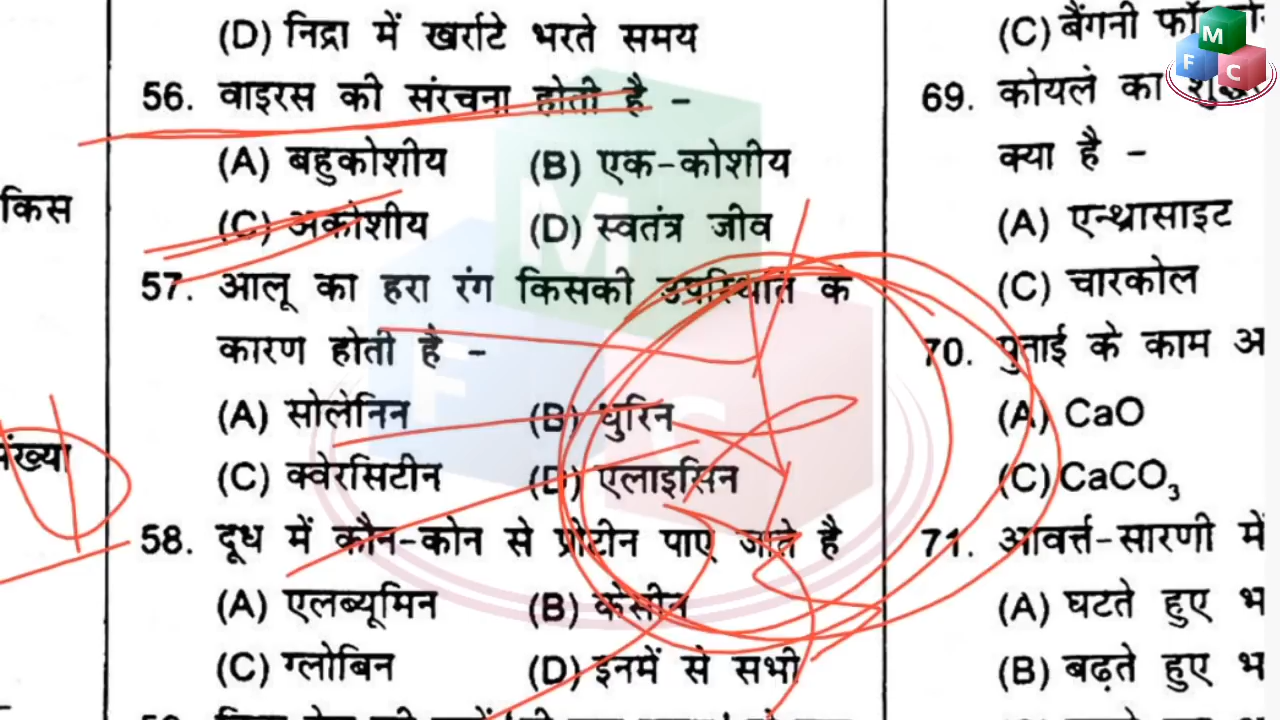 (D) निद्रा में खर्राटे भरते समय
56. वाइरस की संरचना होती है -
(A) बहुकोशीय (B) एक-कोशीय
(C) अकोशीय (D) स्वतंत्र जीव
57. आलू का हरा रंग किसकी उपस्थिति के
कारण होती है -
(A) सोलेनिन (B) धुरिन
(C) क्वेरसिटीन (D) एलाइसिन
58. दूध में कौन-कोन से प्रोटीन पाए जाते है
(A) एलब्यूमिन (B) केसीन
(C) ग्लोबिन (D) इनमें से सभी
किस
संख्या
(C) बैंगनी
69. कोयले का
क्या है -
(A) एन्थ्रासाइट
(C) चारकोल
70. पुताई के काम
(A) CaO
(C) CaCO₃
71. आवर्त्त-सारणी में
(A) घटते हुए
(B) बढ़ते हुए
M
F C
M
F C